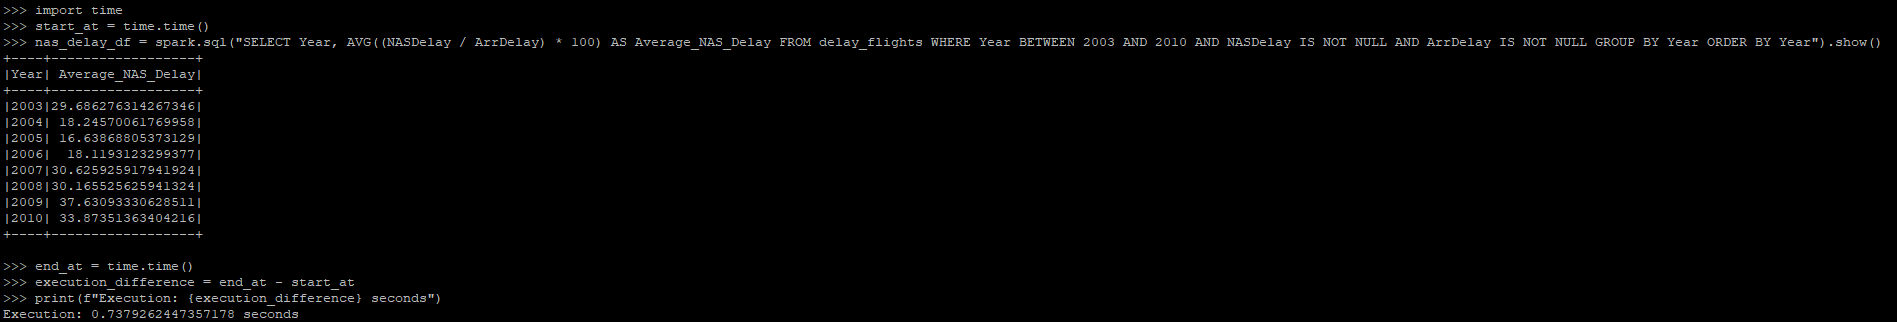 >>> import time
>>> start_at = time.time()
>>> nas_delay_df = spark.sql("SELECT Year, AVG((NASDelay / ArrDelay) * 100) AS Average_NAS_Delay FROM delay_flights WHERE Year BETWEEN 2003 AND 2010 AND NASDelay IS NOT NULL AND ArrDelay IS NOT NULL GROUP BY Year ORDER BY Year").show()
+----+------------------+
|Year| Average_NAS_Delay|
+----+------------------+
|2003|29.686276314267346|
|2004| 18.24570061769958|
|2005| 16.63868805373129|
|2006|  18.1193123299377|
|2007|30.625925917941924|
|2008|30.165525625941324|
|2009| 37.63093330628511|
|2010| 33.87351363404216|
+----+------------------+
>>> end_at = time.time()
>>> execution_difference = end_at - start_at
>>> print(f"Execution: {execution_difference} seconds")
Execution: 0.7379262447357178 seconds